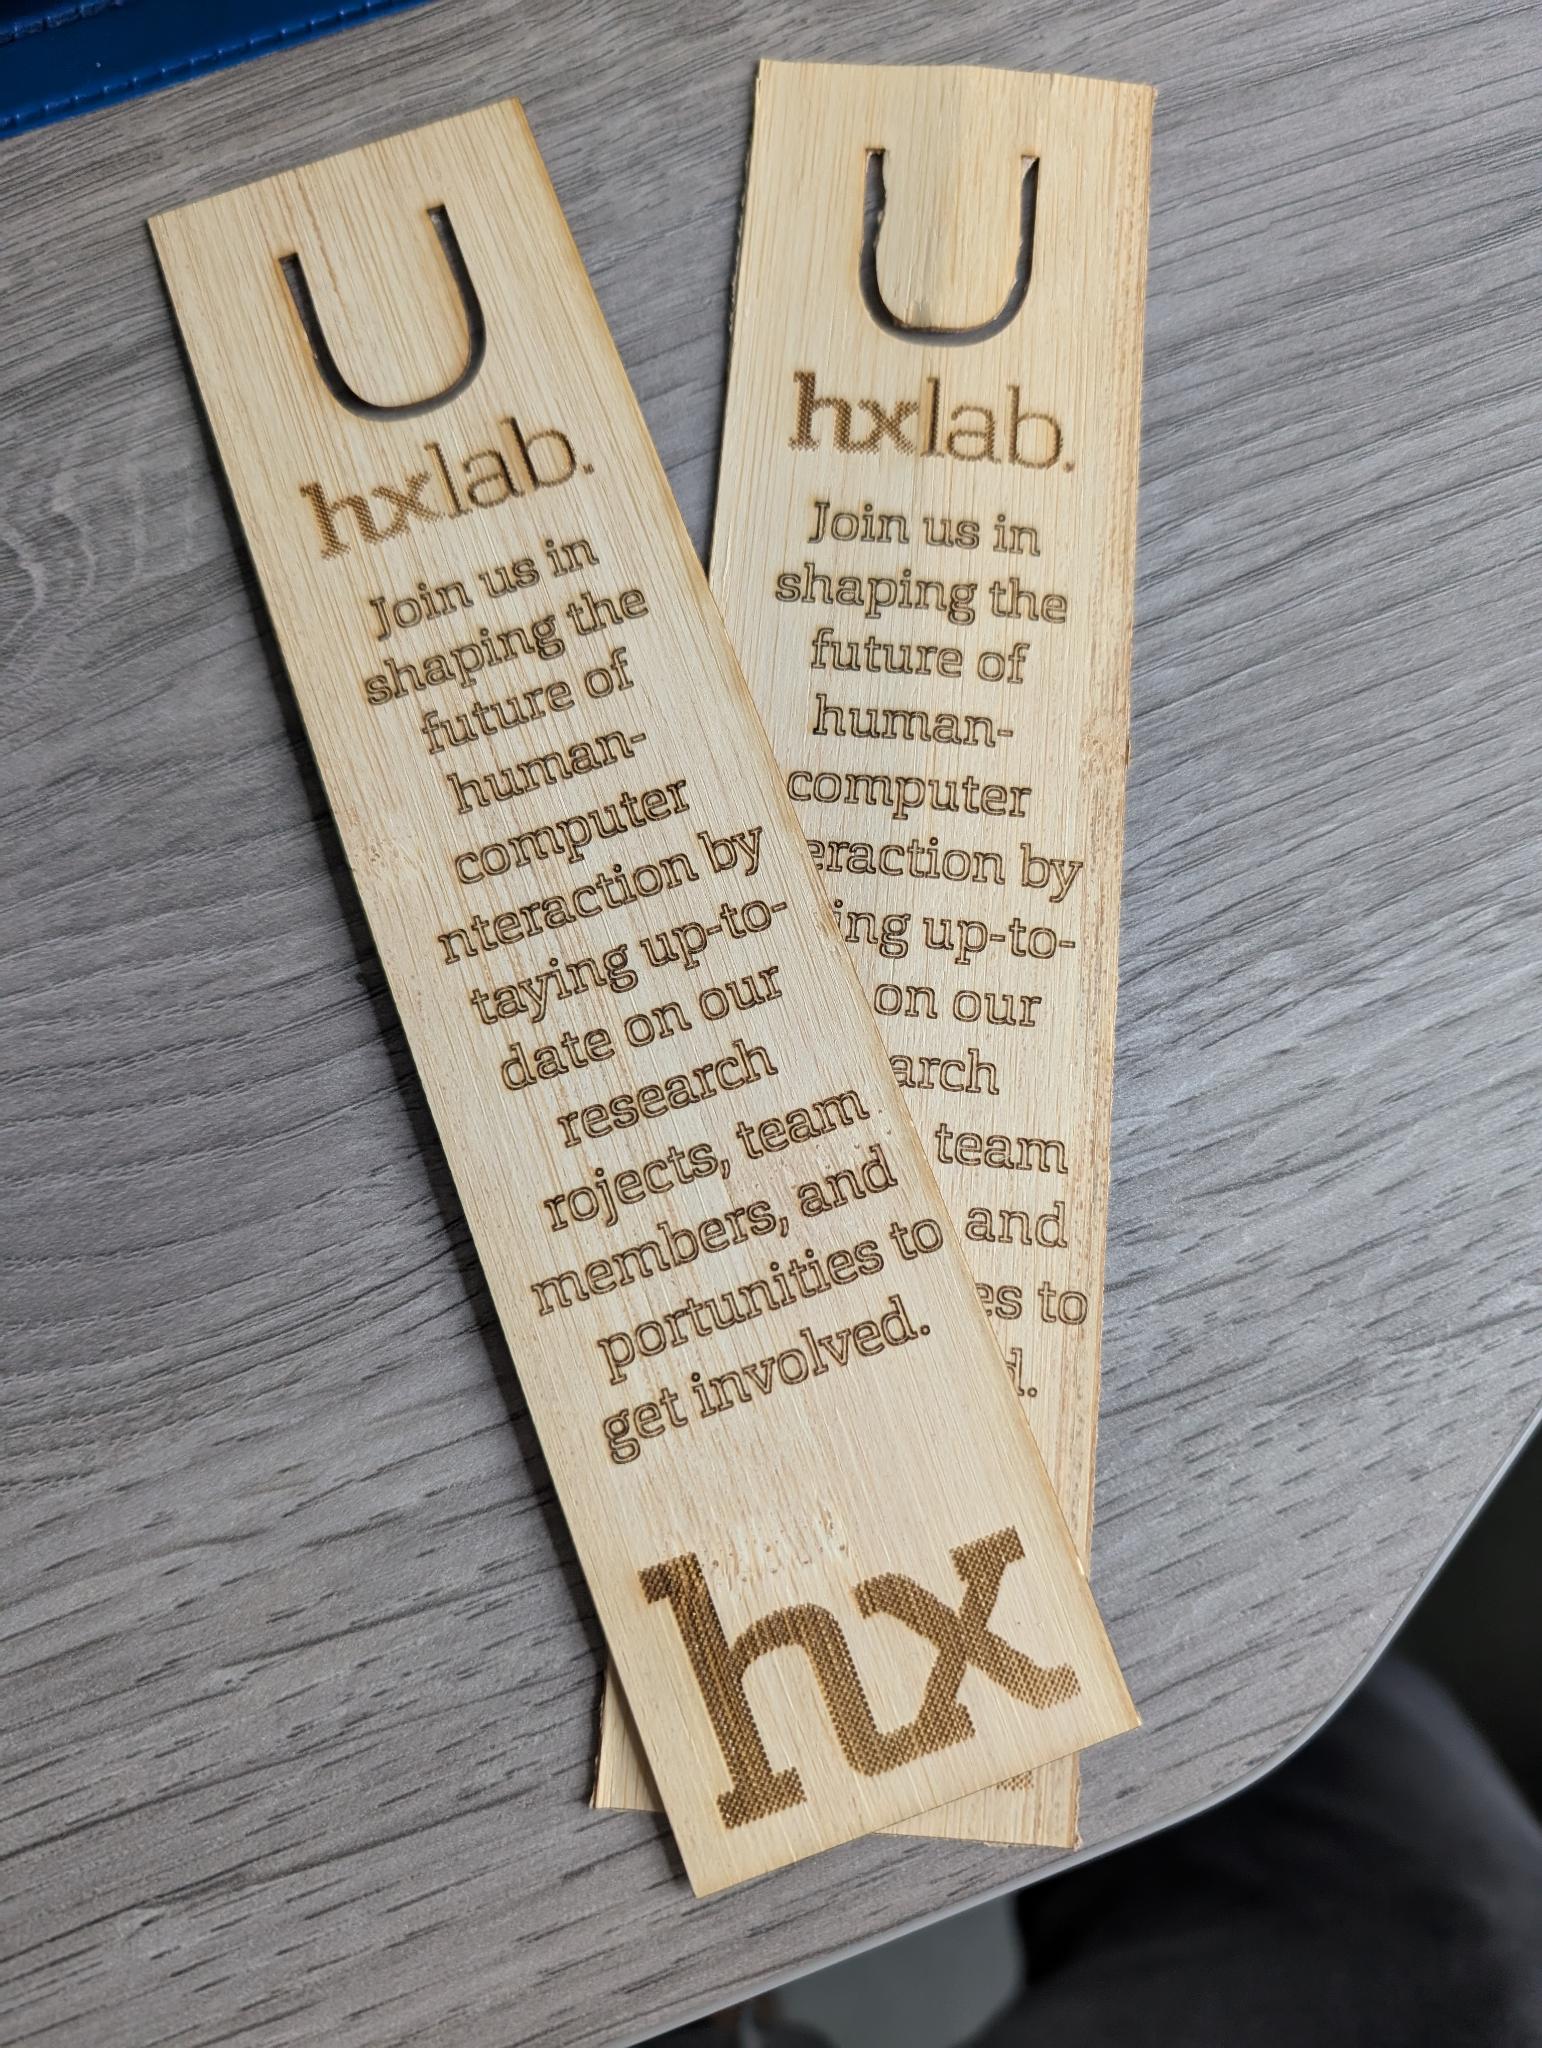 hxlab.
Join us in
shaping the
future of
human-
computer
nteraction by
taying up-to-
date on our
research
rojects, team
members, and
portunities to
get involved.
hx
hxlab.
Join us in
shaping the
future of
human-
computer
eraction by
ing up-to-
on our
arch
team
and
es to
d.